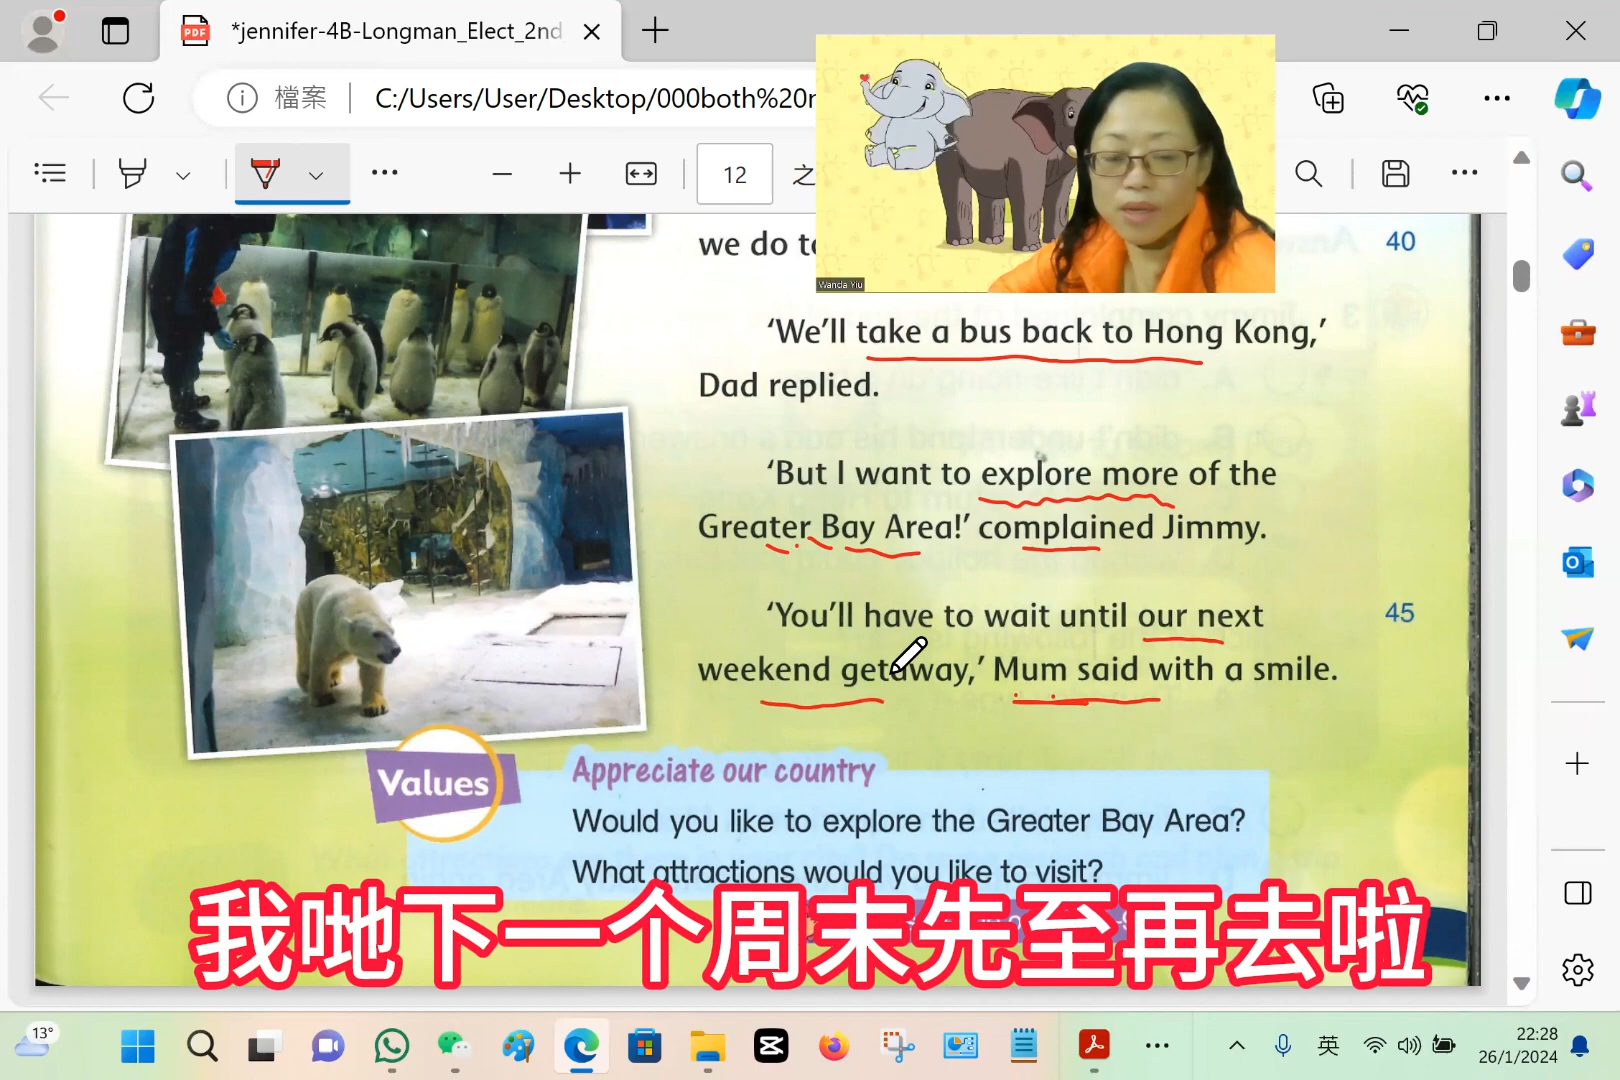 *jennifer-4B-Longman_Elect_2nd
檔案
C:/Users/User/Desktop/000both%20r
12
之
Wanda Yiu
we do to
40
‘We’ll take a bus back to Hong Kong,’
Dad replied.
‘But I want to explore more of the
Greater Bay Area!’ complained Jimmy.
‘You’ll have to wait until our next
45
weekend getaway,’ Mum said with a smile.
Values
Appreciate our country
Would you like to explore the Greater Bay Area?
What attractions would you like to visit?
我哋下一个周末先至再去啦
13°
英
22:28
26/1/2024